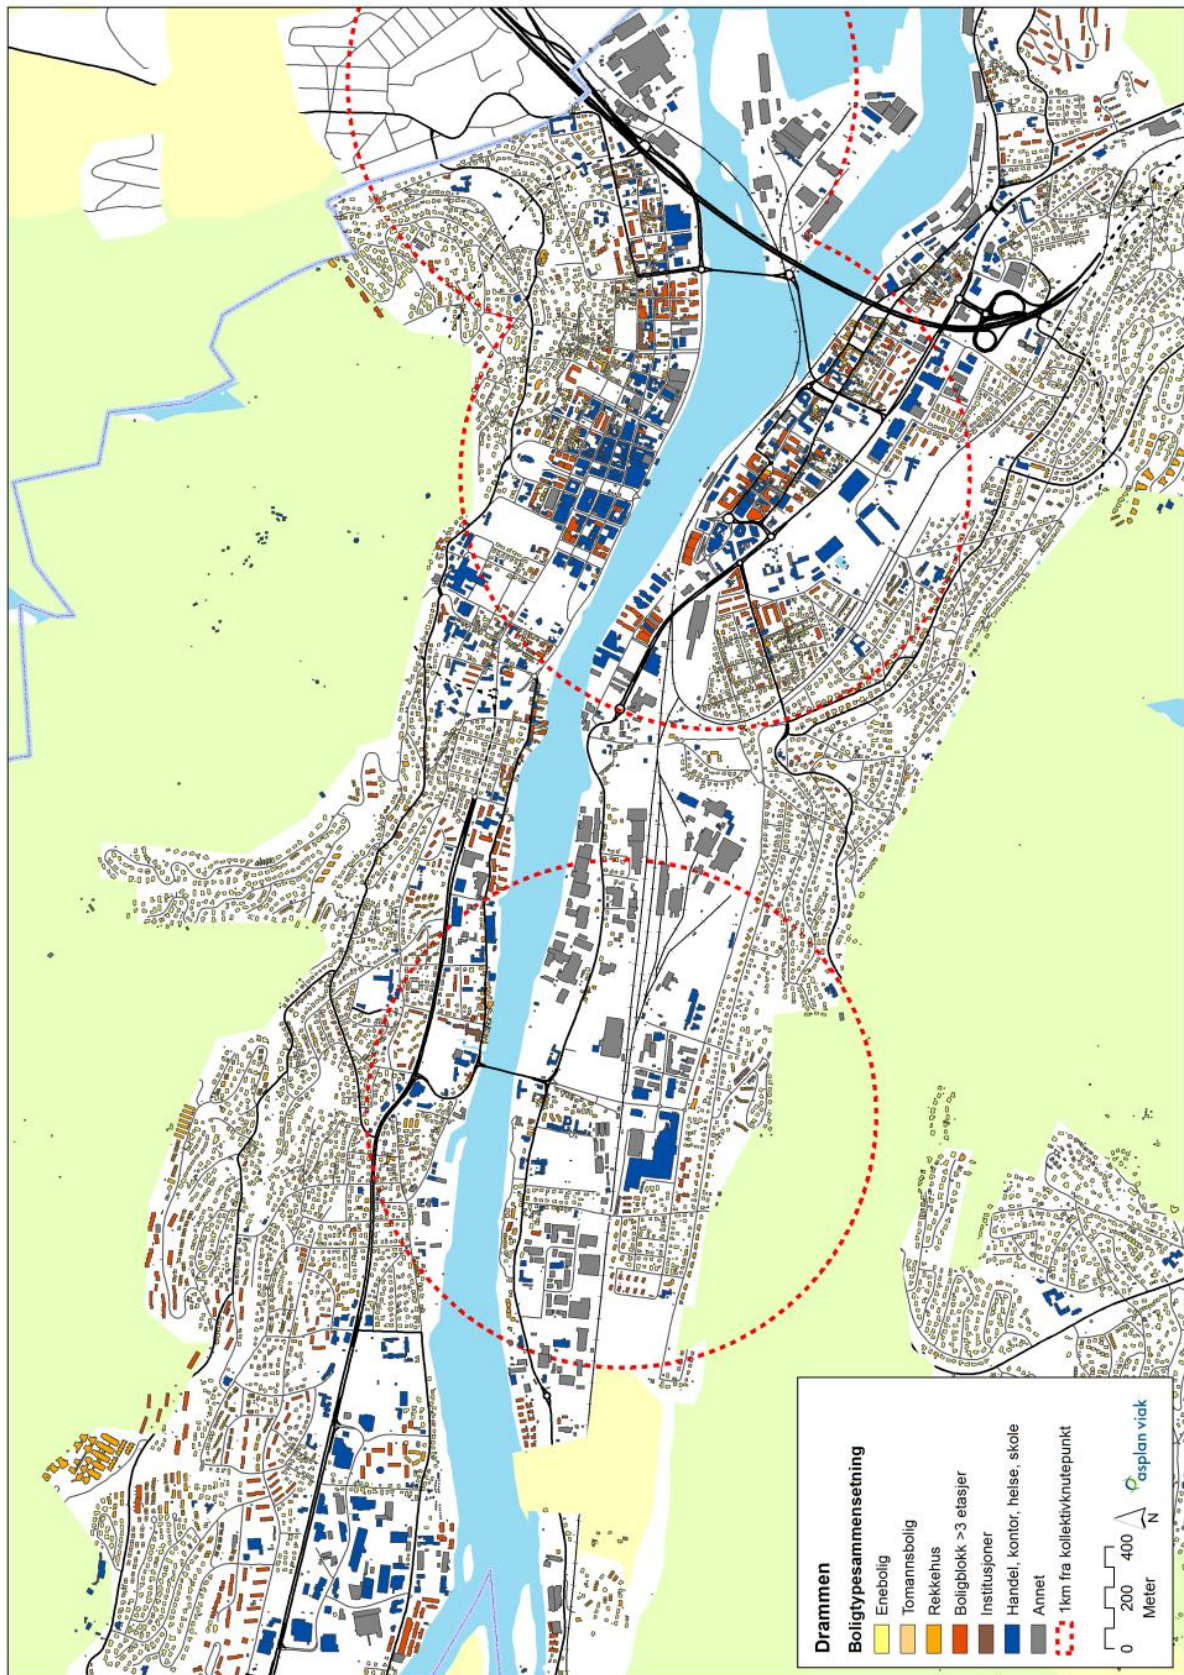 Drammen
Boligtypesammensetning
Enebolig
Tomannsbolig
Rekkehus
Boligblokk >3 etasjer
Institusjoner
Handel, kontor, helse, skole
Annet
1km fra kollektivknutepunkt
0 200 400
Meter
N
asplan viak